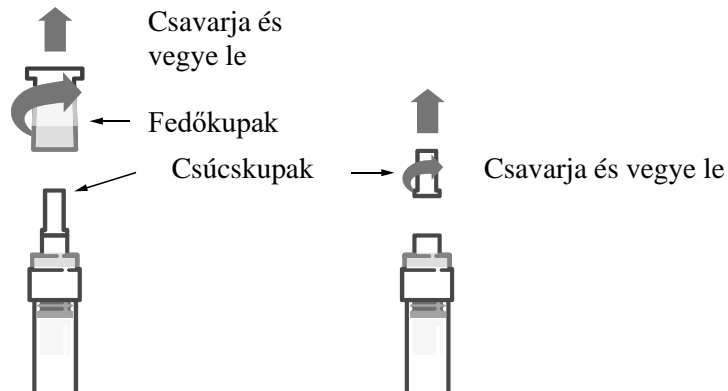 Csavarja és
vegye le
Fedőkupak
Csúcskupak
Csavarja és vegye le